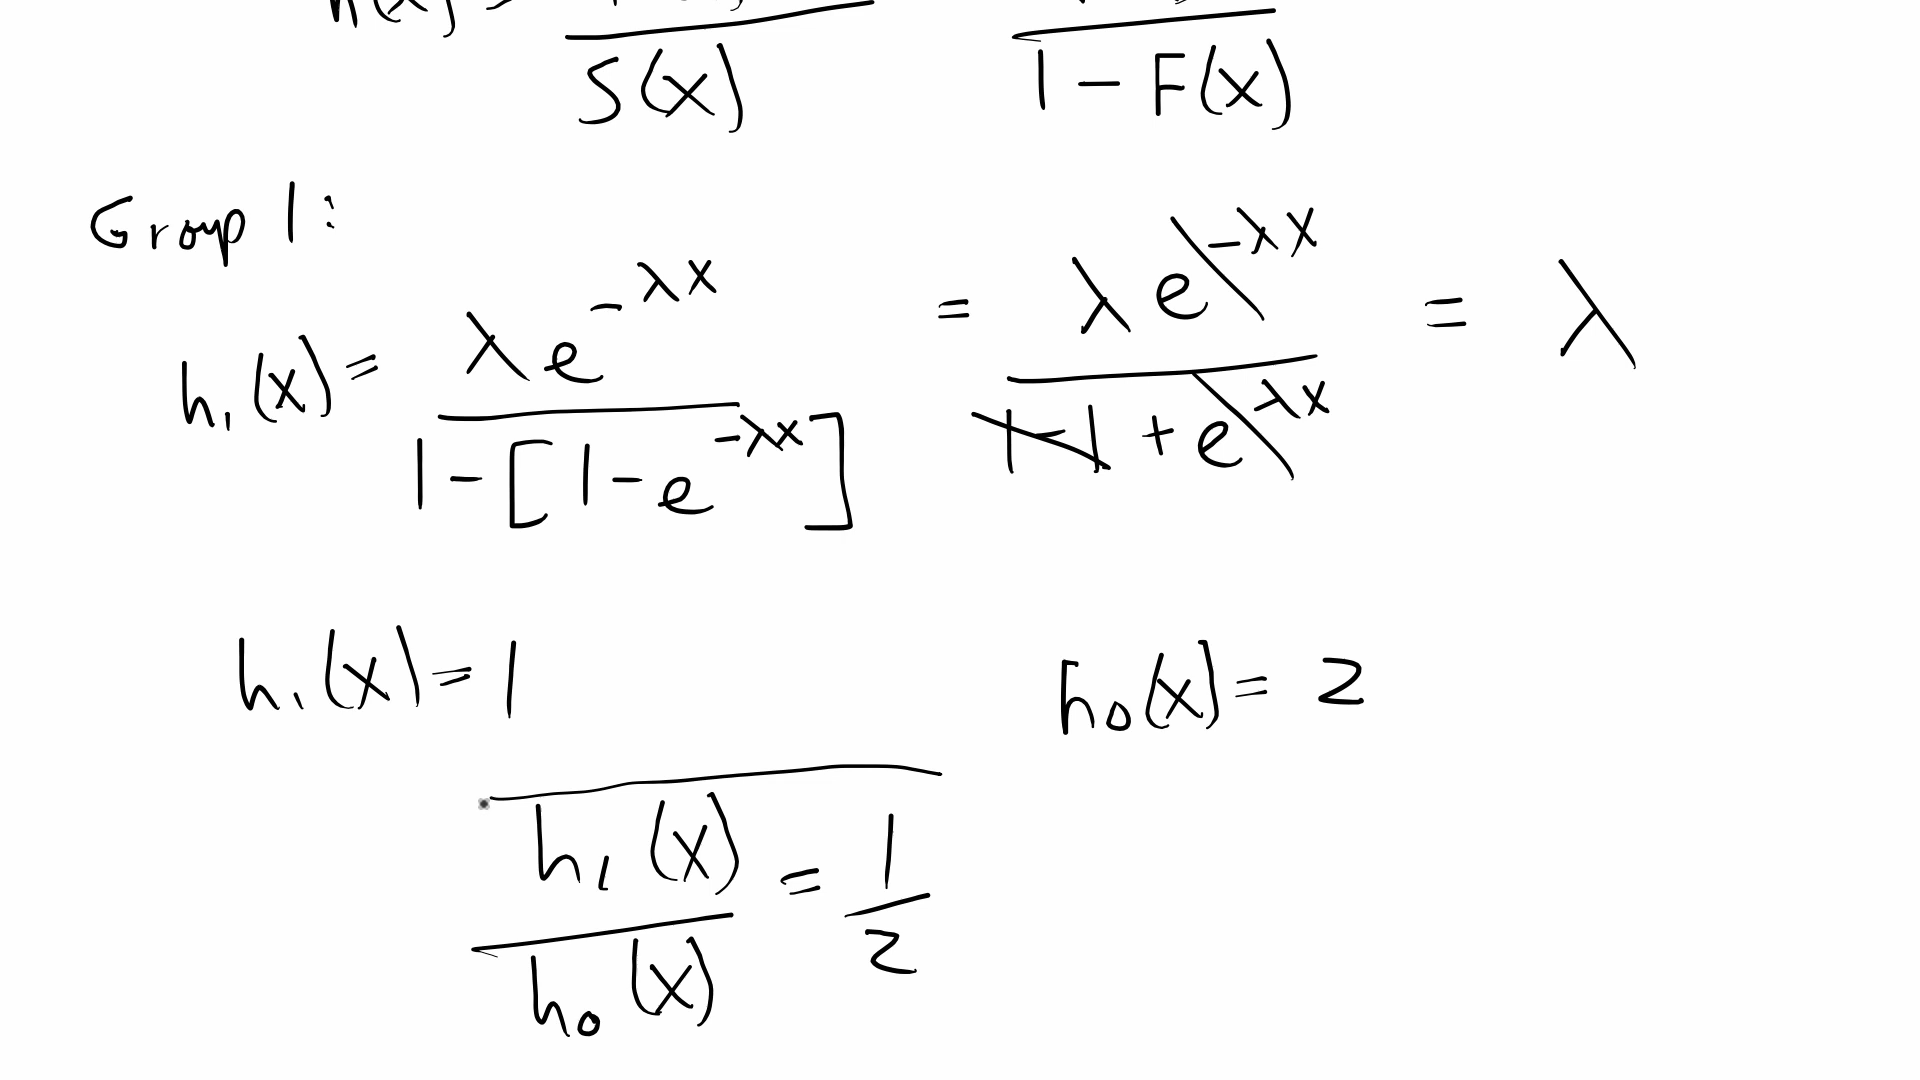 h(x) =
S(x) 1 - F(x)
Group 1:
h₁(x) = λe^{-λx} / 1-[1-e^{-λx}] = λe^{-λx} / 1-1+e^{-λx} = λ
h₁(x) = 1 h₀(x) = 2
h₁(x) / h₀(x) = 1/2